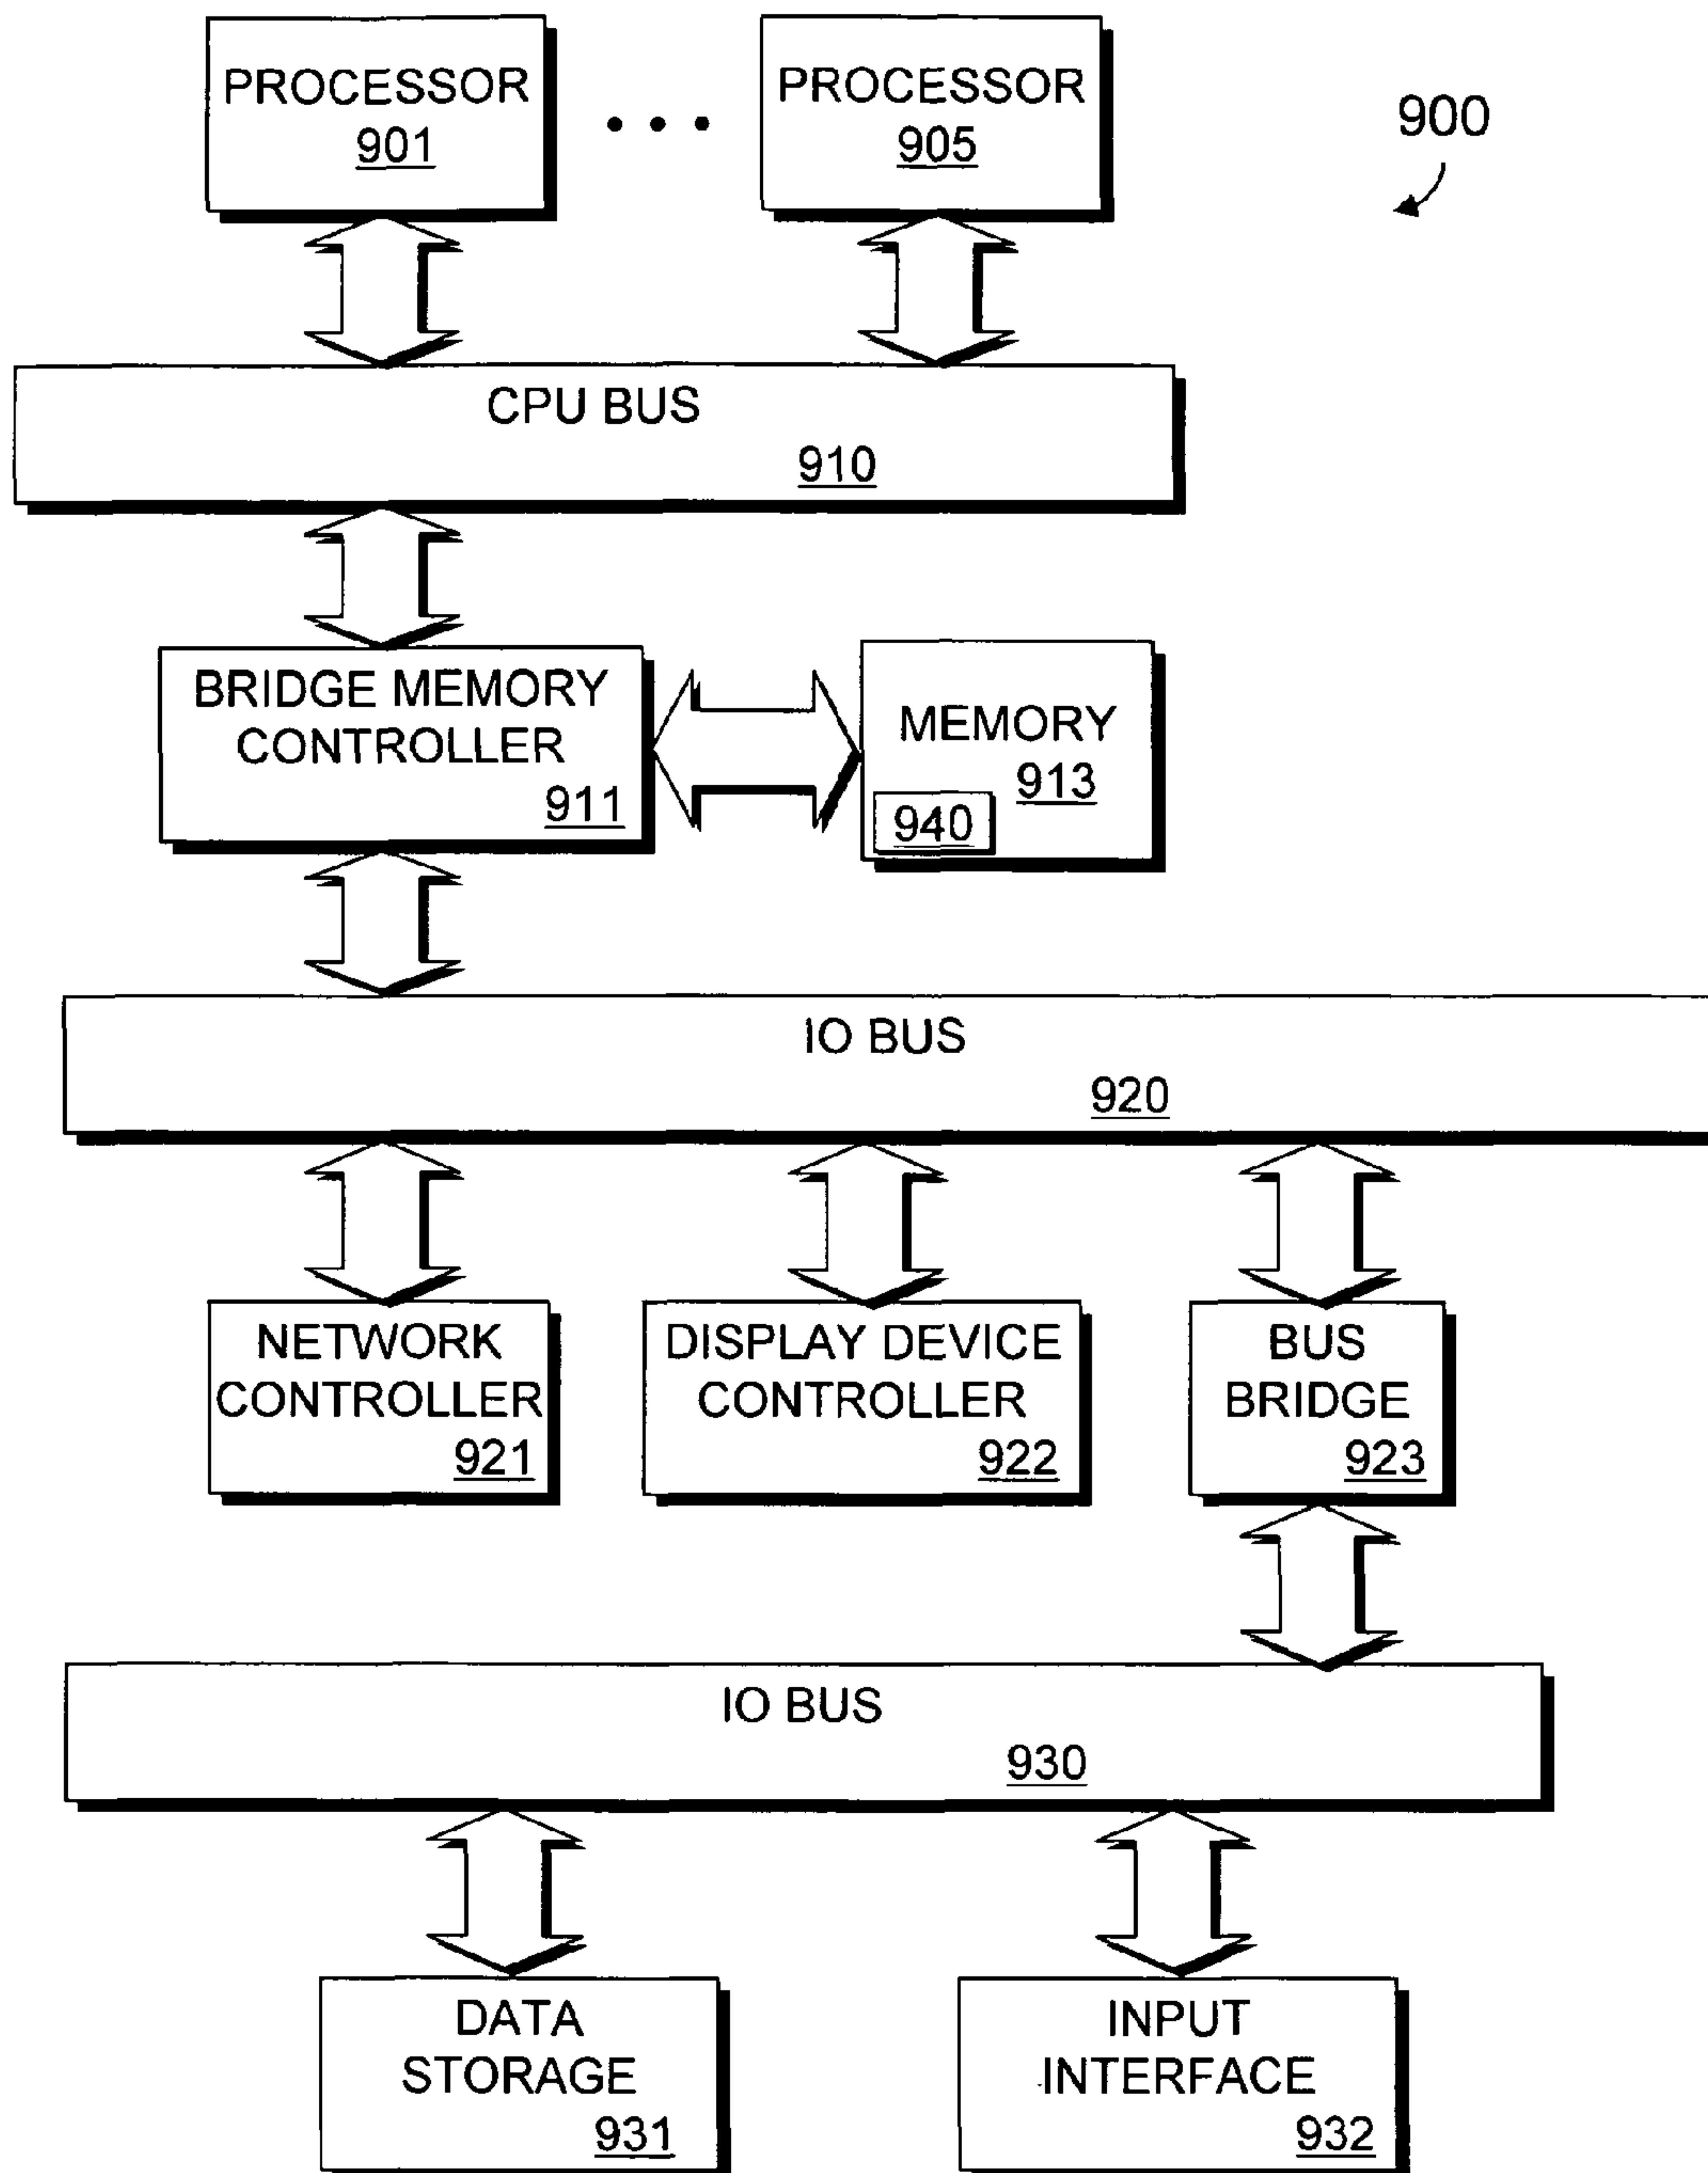 PROCESSOR
901
• • •
PROCESSOR
905
900
CPU BUS
910
BRIDGE MEMORY
CONTROLLER
911
MEMORY
913
940
IO BUS
920
NETWORK
CONTROLLER
921
DISPLAY DEVICE
CONTROLLER
922
BUS
BRIDGE
923
IO BUS
930
DATA
STORAGE
931
INPUT
INTERFACE
932